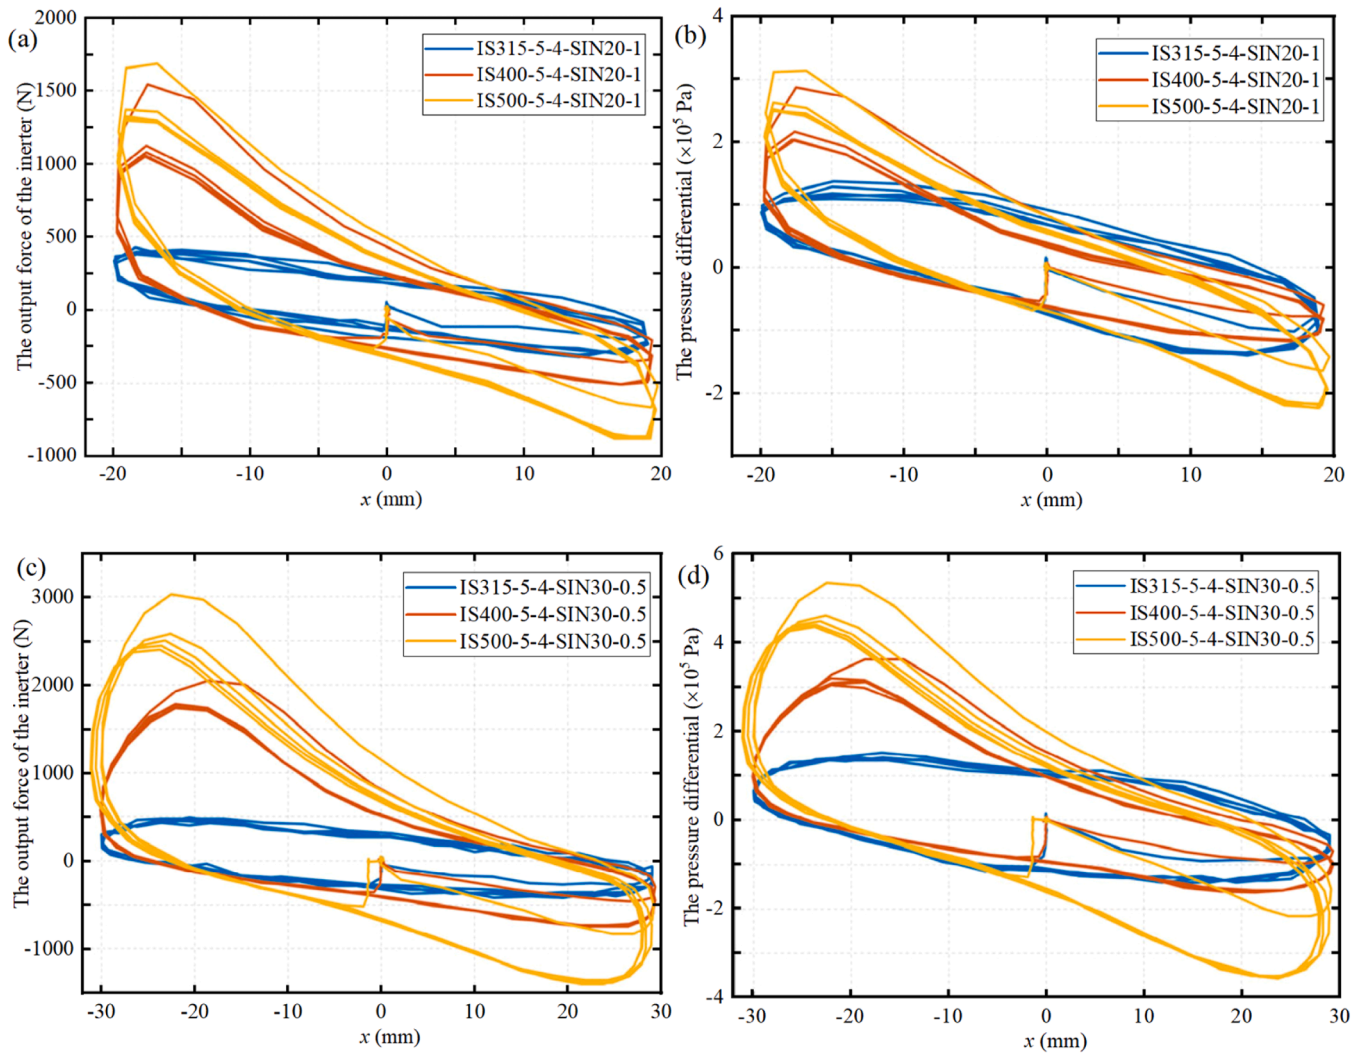 (a)
The output force of the inerter (N)
2000
1500
1000
500
0
-500
-1000
IS315-5-4-SIN20-1
IS400-5-4-SIN20-1
IS500-5-4-SIN20-1
-20 -10 0 10 20
x (mm)
(b)
The pressure differential (×10⁵ Pa)
4
2
0
-2
IS315-5-4-SIN20-1
IS400-5-4-SIN20-1
IS500-5-4-SIN20-1
-20 -10 0 10 20
x (mm)
(c)
The output force of the inerter (N)
3000
2000
1000
0
-1000
IS315-5-4-SIN30-0.5
IS400-5-4-SIN30-0.5
IS500-5-4-SIN30-0.5
-30 -20 -10 0 10 20 30
x (mm)
(d)
The pressure differential (×10⁵ Pa)
6
4
2
0
-2
-4
IS315-5-4-SIN30-0.5
IS400-5-4-SIN30-0.5
IS500-5-4-SIN30-0.5
-30 -20 -10 0 10 20 30
x (mm)